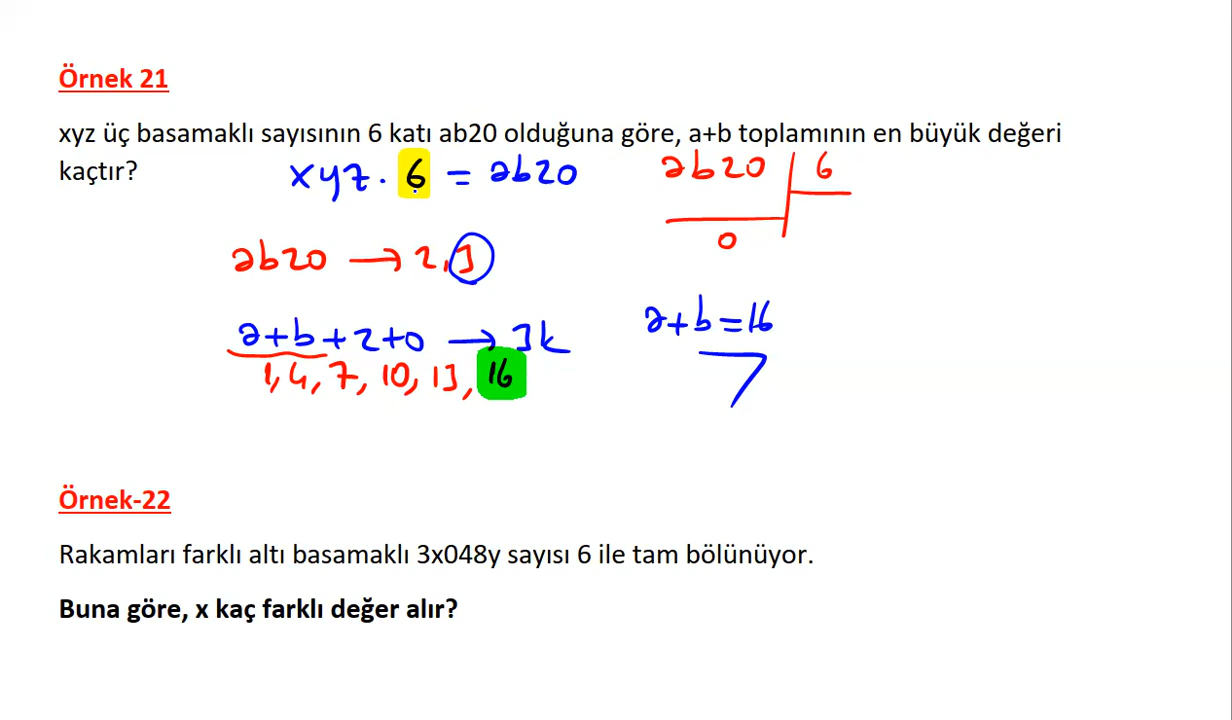 Örnek 21
xyz üç basamaklı sayısının 6 katı ab20 olduğuna göre, a+b toplamının en büyük değeri
kaçtır?
xyz . 6 = ab20
ab20 | 6
0
ab20 → 2, 3
a+b+2+0 → 3k
a+b=16
1, 4, 7, 10, 13, 16
Örnek-22
Rakamları farklı altı basamaklı 3x048y sayısı 6 ile tam bölünüyor.
Buna göre, x kaç farklı değer alır?